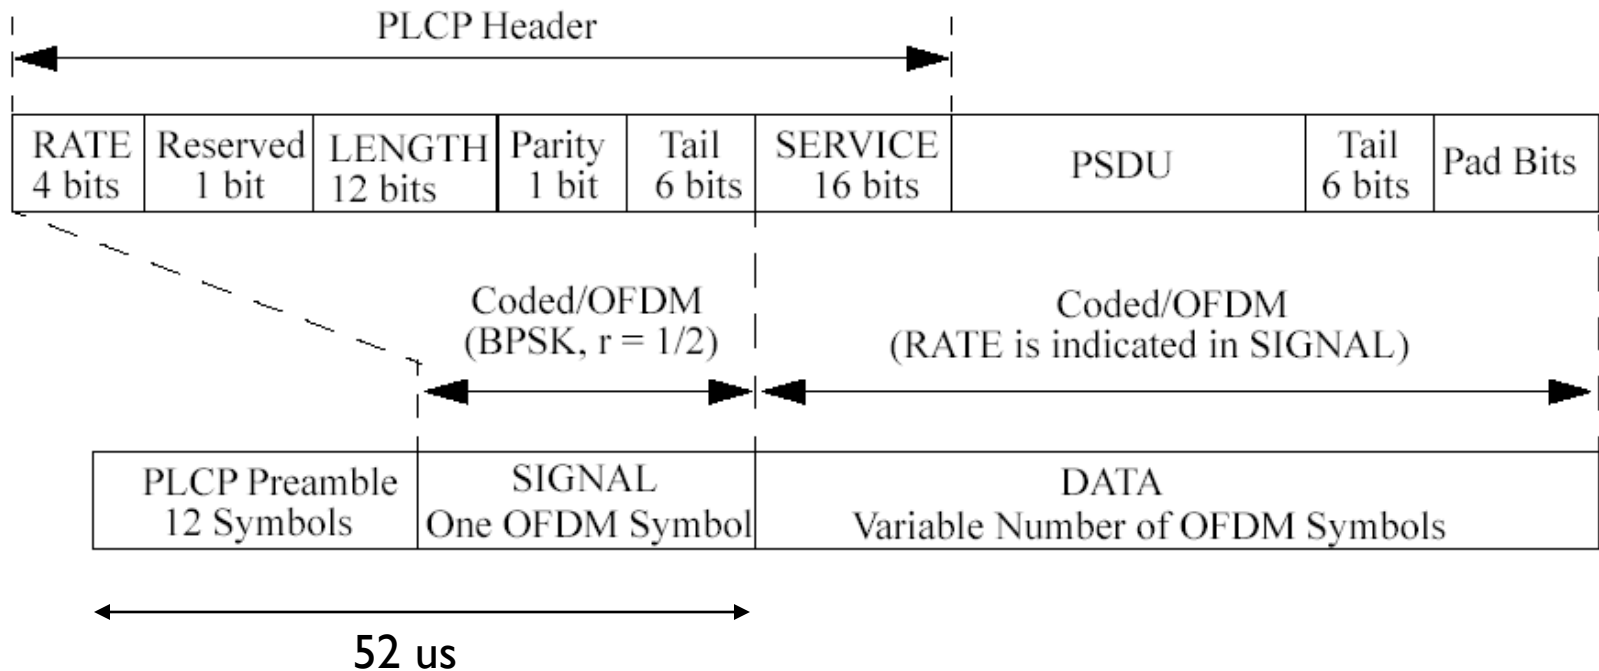 PLCP Header
RATE
4 bits
Reserved
1 bit
LENGTH
12 bits
Parity
1 bit
Tail
6 bits
SERVICE
16 bits
PSDU
Tail
6 bits
Pad Bits
Coded/OFDM
(BPSK, r = 1/2)
Coded/OFDM
(RATE is indicated in SIGNAL)
PLCP Preamble
12 Symbols
SIGNAL
One OFDM Symbol
DATA
Variable Number of OFDM Symbols
52 us